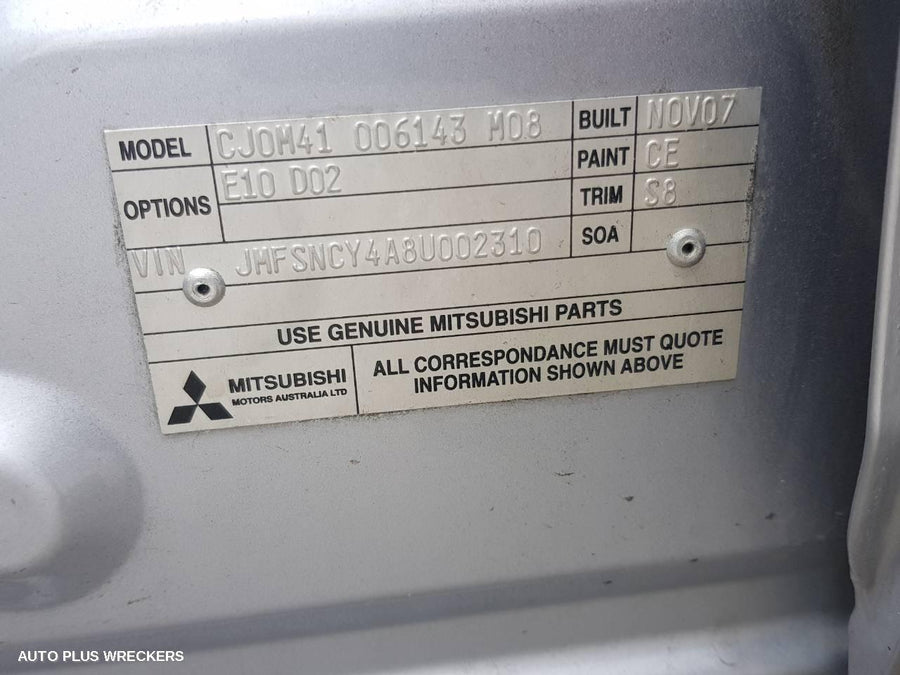 MODEL CJ0M41 006143 M08 BUILT NOV07
OPTIONS E10 D02 PAINT CE
TRIM S8
VIN JMFSNCY4A8U002310 SOA
USE GENUINE MITSUBISHI PARTS
MITSUBISHI
MOTORS AUSTRALIA LTD
ALL CORRESPONDANCE MUST QUOTE
INFORMATION SHOWN ABOVE
AUTO PLUS WRECKERS